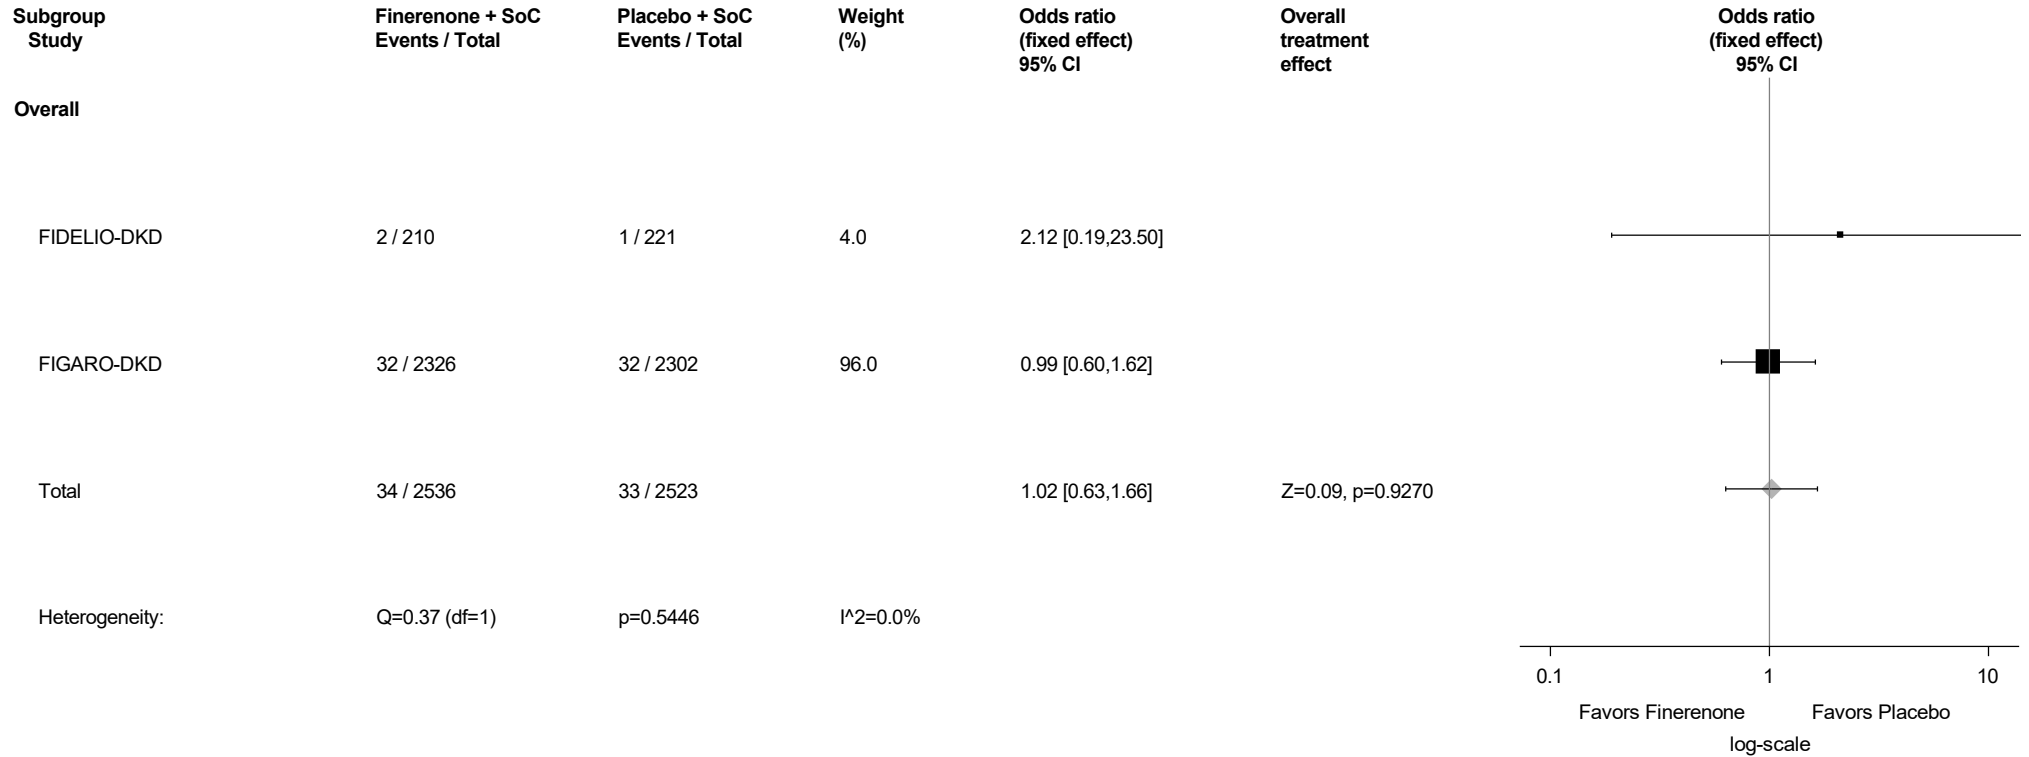 Subgroup Finerenone + SoC Placebo + SoC Weight Odds ratio Overall Odds ratio
Study Events / Total Events / Total (%) (fixed effect) treatment (fixed effect)
95% CI effect 95% CI
Overall
FIDELIO-DKD 2 / 210 1 / 221 4.0 2.12 [0.19,23.50]
FIGARO-DKD 32 / 2326 32 / 2302 96.0 0.99 [0.60,1.62]
Total 34 / 2536 33 / 2523 1.02 [0.63,1.66] Z=0.09, p=0.9270
Heterogeneity: Q=0.37 (df=1) p=0.5446 I^2=0.0%
0.1 1 10
Favors Finerenone Favors Placebo
log-scale